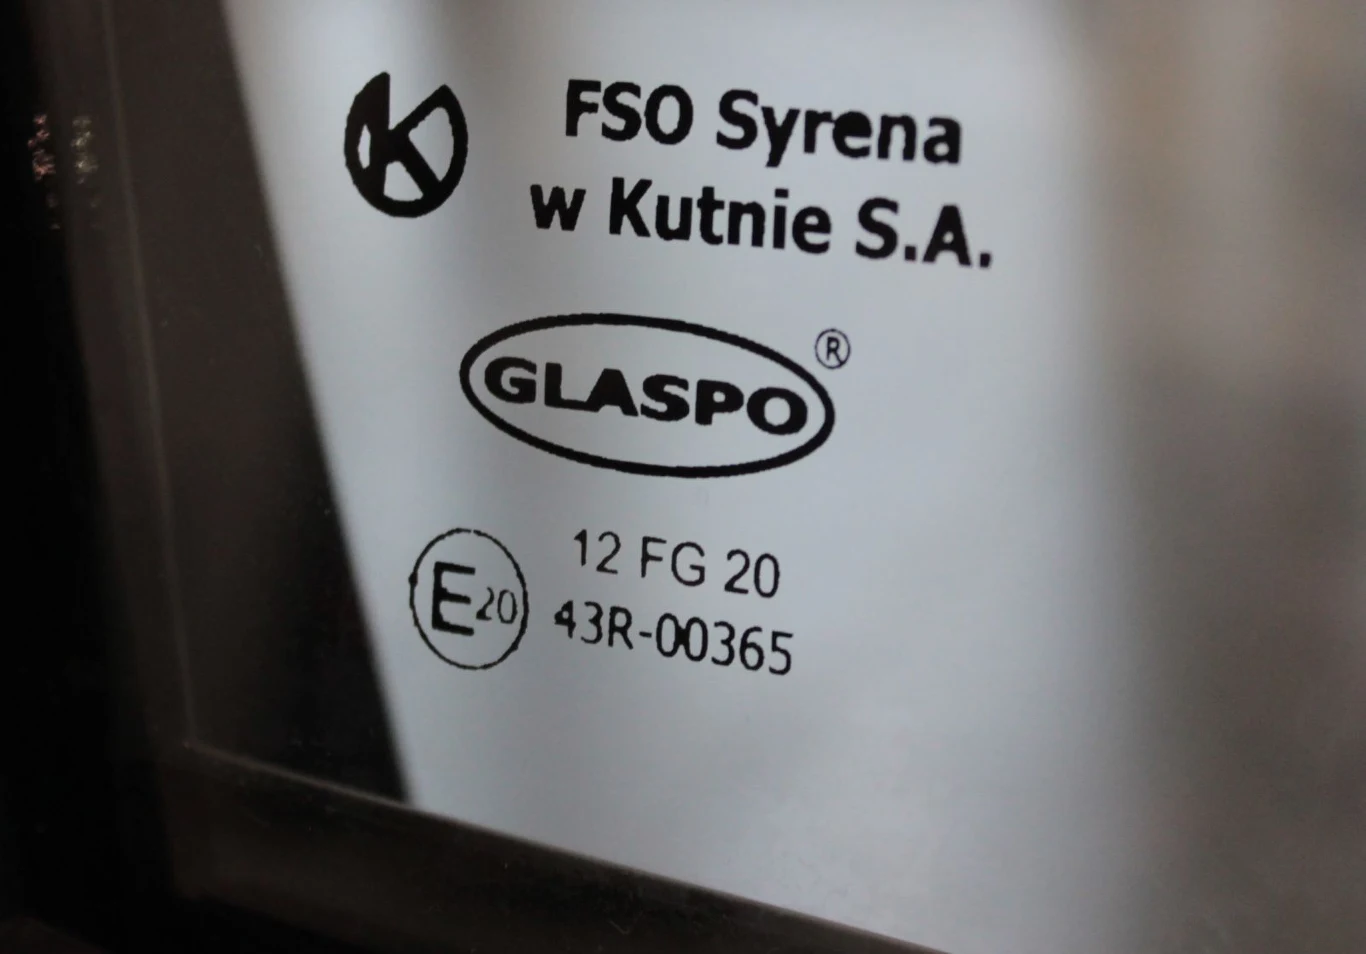 K
FSO Syrena
w Kutnie S.A.
GLASPO ®
12 FG 20
E20
43R-00365